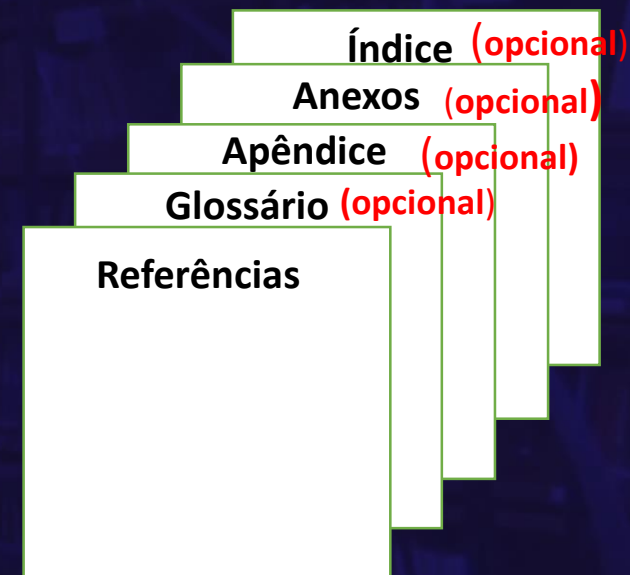 Índice (opcional)
Anexos (opcional)
Apêndice (opcional)
Glossário (opcional)
Referências